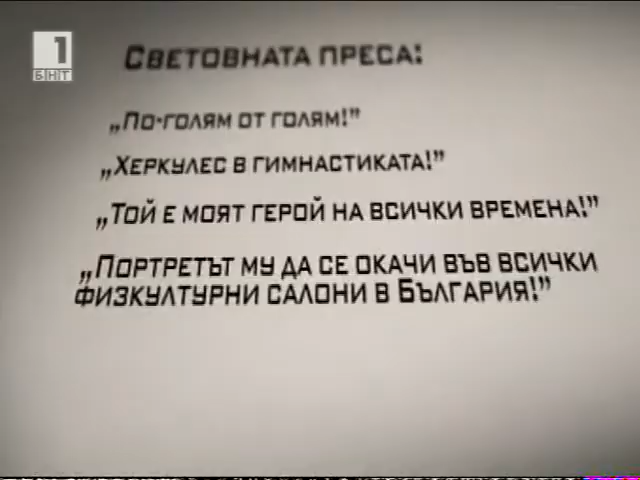 1
БНТ
Световната преса:
„По-голям от голям!”
„Херкулес в гимнастиката!”
„Той е моят герой на всички времена!”
„Портретът му да се окачи във всички
физкултурни салони в България!”